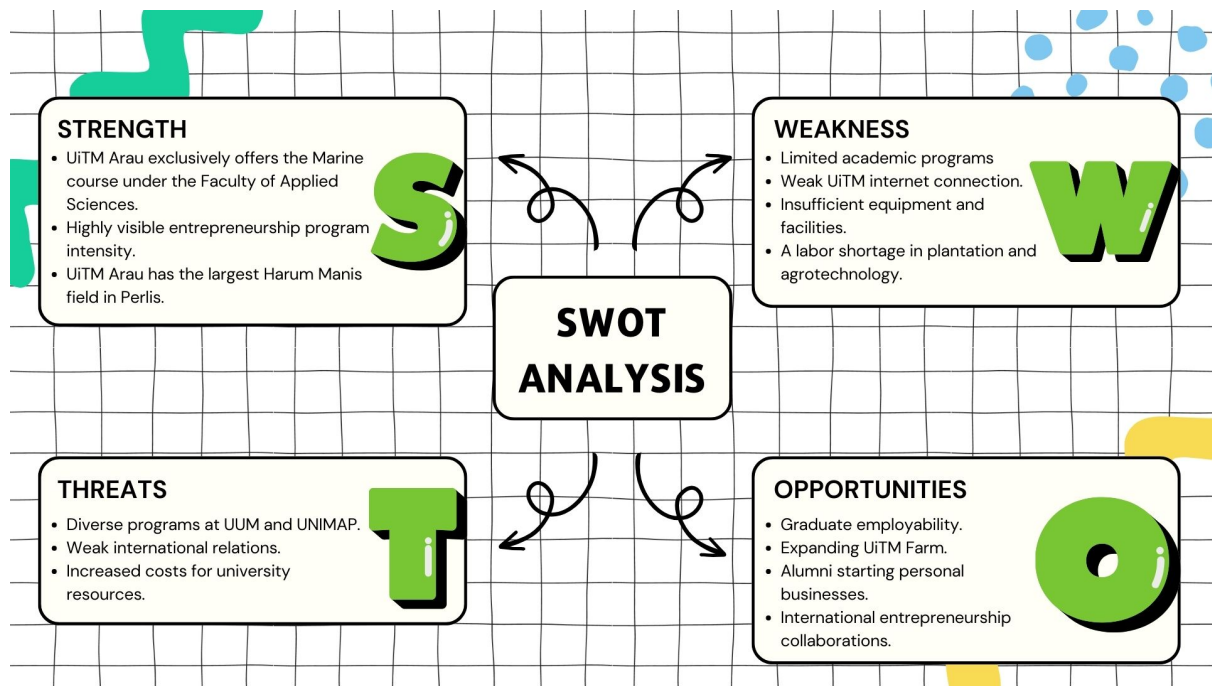 STRENGTH
• UiTM Arau exclusively offers the Marine
course under the Faculty of Applied
Sciences.
• Highly visible entrepreneurship program
intensity.
• UiTM Arau has the largest Harum Manis
field in Perlis.
S
WEAKNESS
• Limited academic programs
• Weak UiTM internet connection.
• Insufficient equipment and
facilities.
• A labor shortage in plantation and
agrotechnology.
W
SWOT
ANALYSIS
THREATS
• Diverse programs at UUM and UNIMAP.
• Weak international relations.
• Increased costs for university
resources.
T
OPPORTUNITIES
• Graduate employability.
• Expanding UiTM Farm.
• Alumni starting personal
businesses.
• International entrepreneurship
collaborations.
O